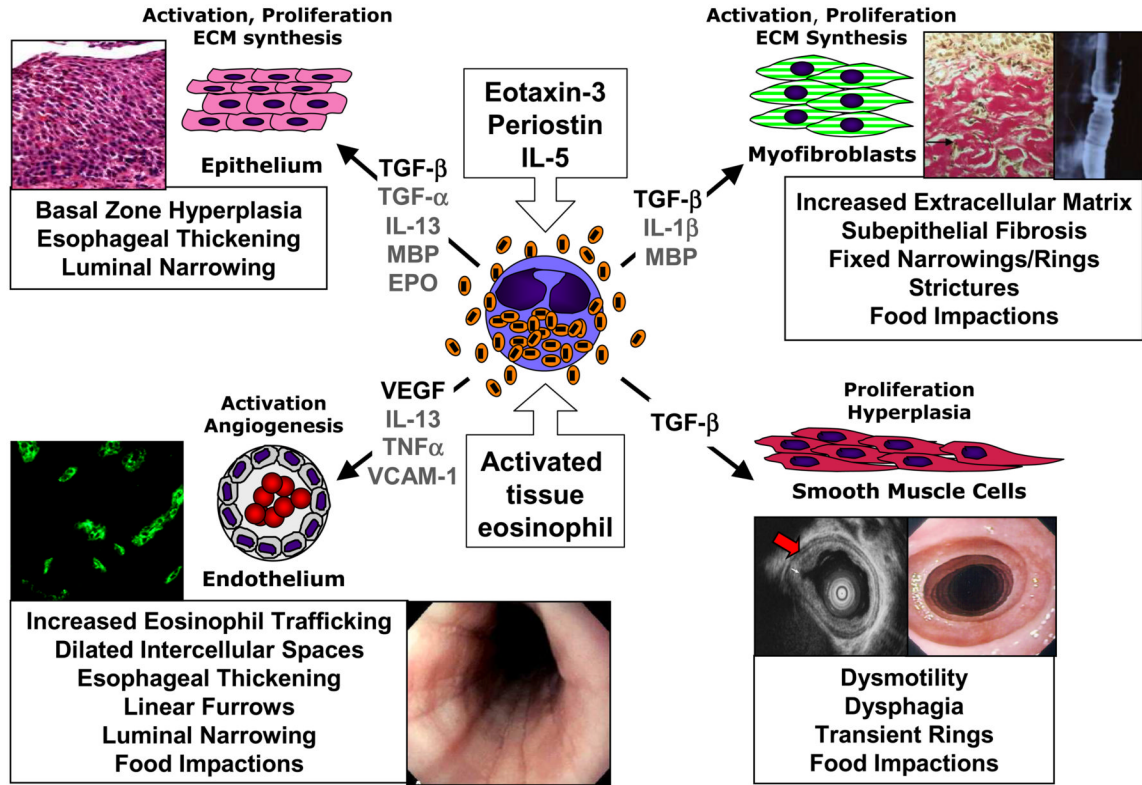 Activation, Proliferation
ECM synthesis
Epithelium
Basal Zone Hyperplasia
Esophageal Thickening
Luminal Narrowing
TGF-β
TGF-α
IL-13
MBP
EPO
Eotaxin-3
Periostin
IL-5
TGF-β
IL-1β
MBP
Activation, Proliferation
ECM Synthesis
Myofibroblasts
Increased Extracellular Matrix
Subepithelial Fibrosis
Fixed Narrowings/Rings
Strictures
Food Impactions
Activation
Angiogenesis
Endothelium
VEGF
IL-13
TNFα
VCAM-1
Activated
tissue
eosinophil
TGF-β
Proliferation
Hyperplasia
Smooth Muscle Cells
Increased Eosinophil Trafficking
Dilated Intercellular Spaces
Esophageal Thickening
Linear Furrows
Luminal Narrowing
Food Impactions
Dysmotility
Dysphagia
Transient Rings
Food Impactions